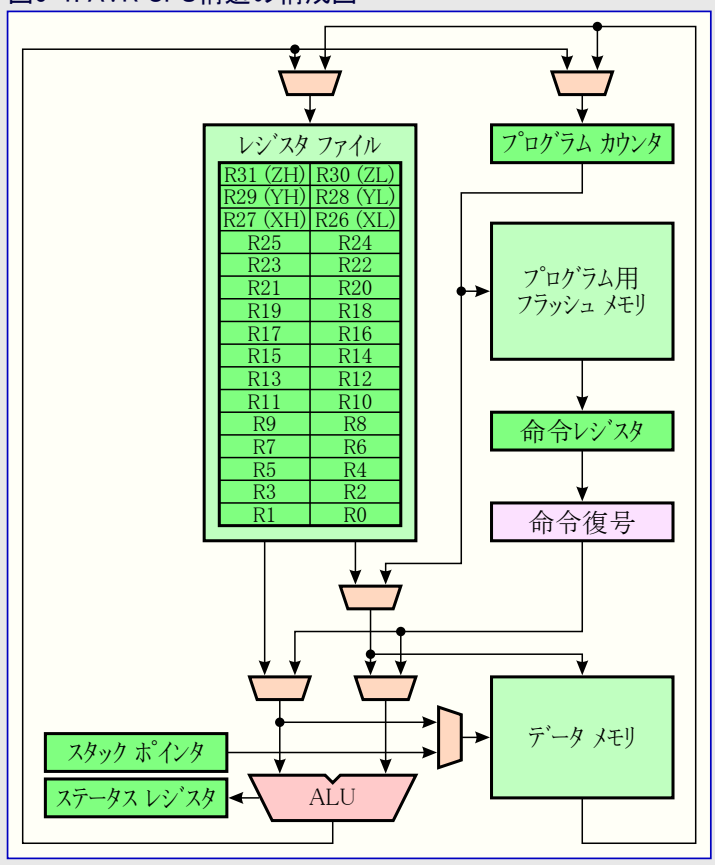 レジスタ ファイル
R31 (ZH) R30 (ZL)
R29 (YH) R28 (YL)
R27 (XH) R26 (XL)
R25 R24
R23 R22
R21 R20
R19 R18
R17 R16
R15 R14
R13 R12
R11 R10
R9 R8
R7 R6
R5 R4
R3 R2
R1 R0
プログラム カウンタ
プログラム用
フラッシュ メモリ
命令レジスタ
命令復号
データ メモリ
スタック ポインタ
ステータス レジスタ
ALU